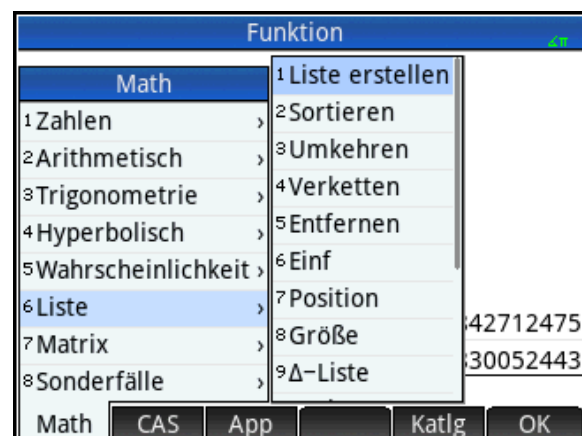 Funktion
∡π
Math
1 Zahlen ›
2 Arithmetisch ›
3 Trigonometrie ›
4 Hyperbolisch ›
5 Wahrscheinlichkeit ›
6 Liste ›
7 Matrix ›
8 Sonderfälle ›
1 Liste erstellen
2 Sortieren
3 Umkehren
4 Verketten
5 Entfernen
6 Einf
7 Position
8 Größe
9 Δ-Liste
42712475
30052443
Math CAS App Katlg OK